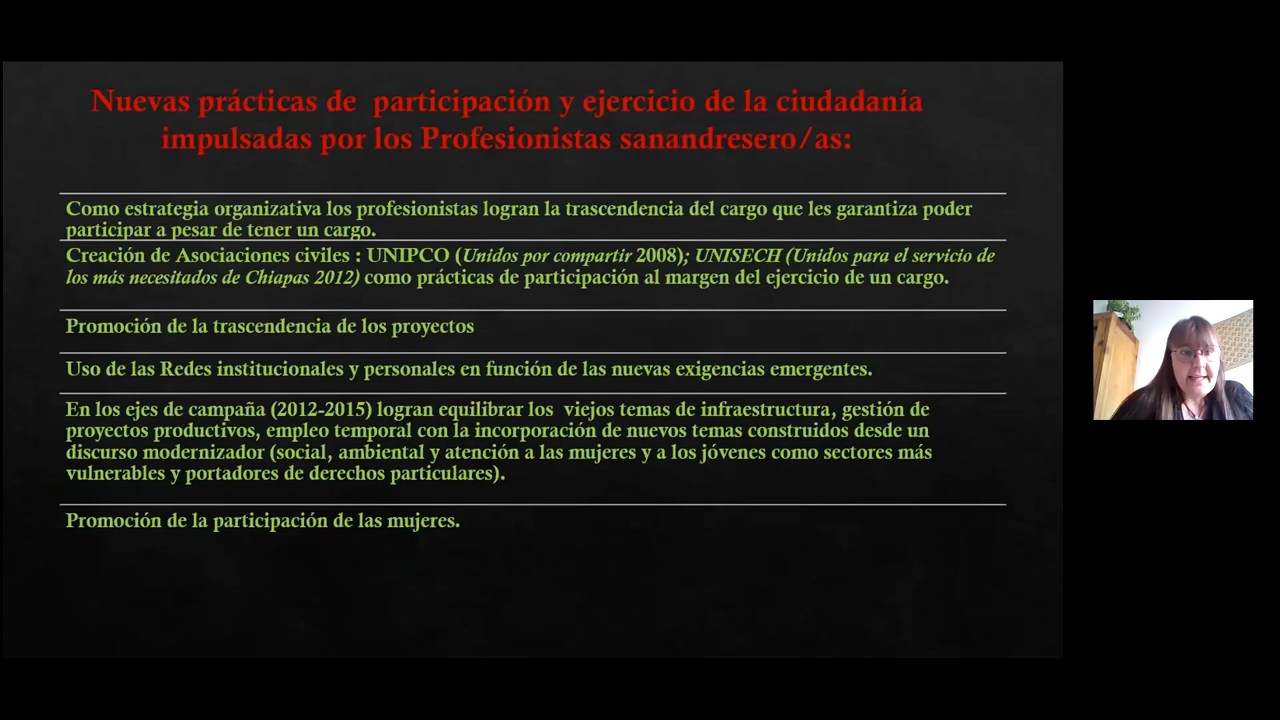 Nuevas prácticas de participación y ejercicio de la ciudadanía
impulsadas por los Profesionistas sanandresero/as:
Como estrategia organizativa los profesionistas logran la trascendencia del cargo que les garantiza poder
participar a pesar de tener un cargo.
Creación de Asociaciones civiles : UNIPCO (Unidos por compartir 2008); UNISECH (Unidos para el servicio de
los más necesitados de Chiapas 2012) como prácticas de participación al margen del ejercicio de un cargo.
Promoción de la trascendencia de los proyectos
Uso de las Redes institucionales y personales en función de las nuevas exigencias emergentes.
En los ejes de campaña (2012-2015) logran equilibrar los viejos temas de infraestructura, gestión de
proyectos productivos, empleo temporal con la incorporación de nuevos temas construidos desde un
discurso modernizador (social, ambiental y atención a las mujeres y a los jóvenes como sectores más
vulnerables y portadores de derechos particulares).
Promoción de la participación de las mujeres.